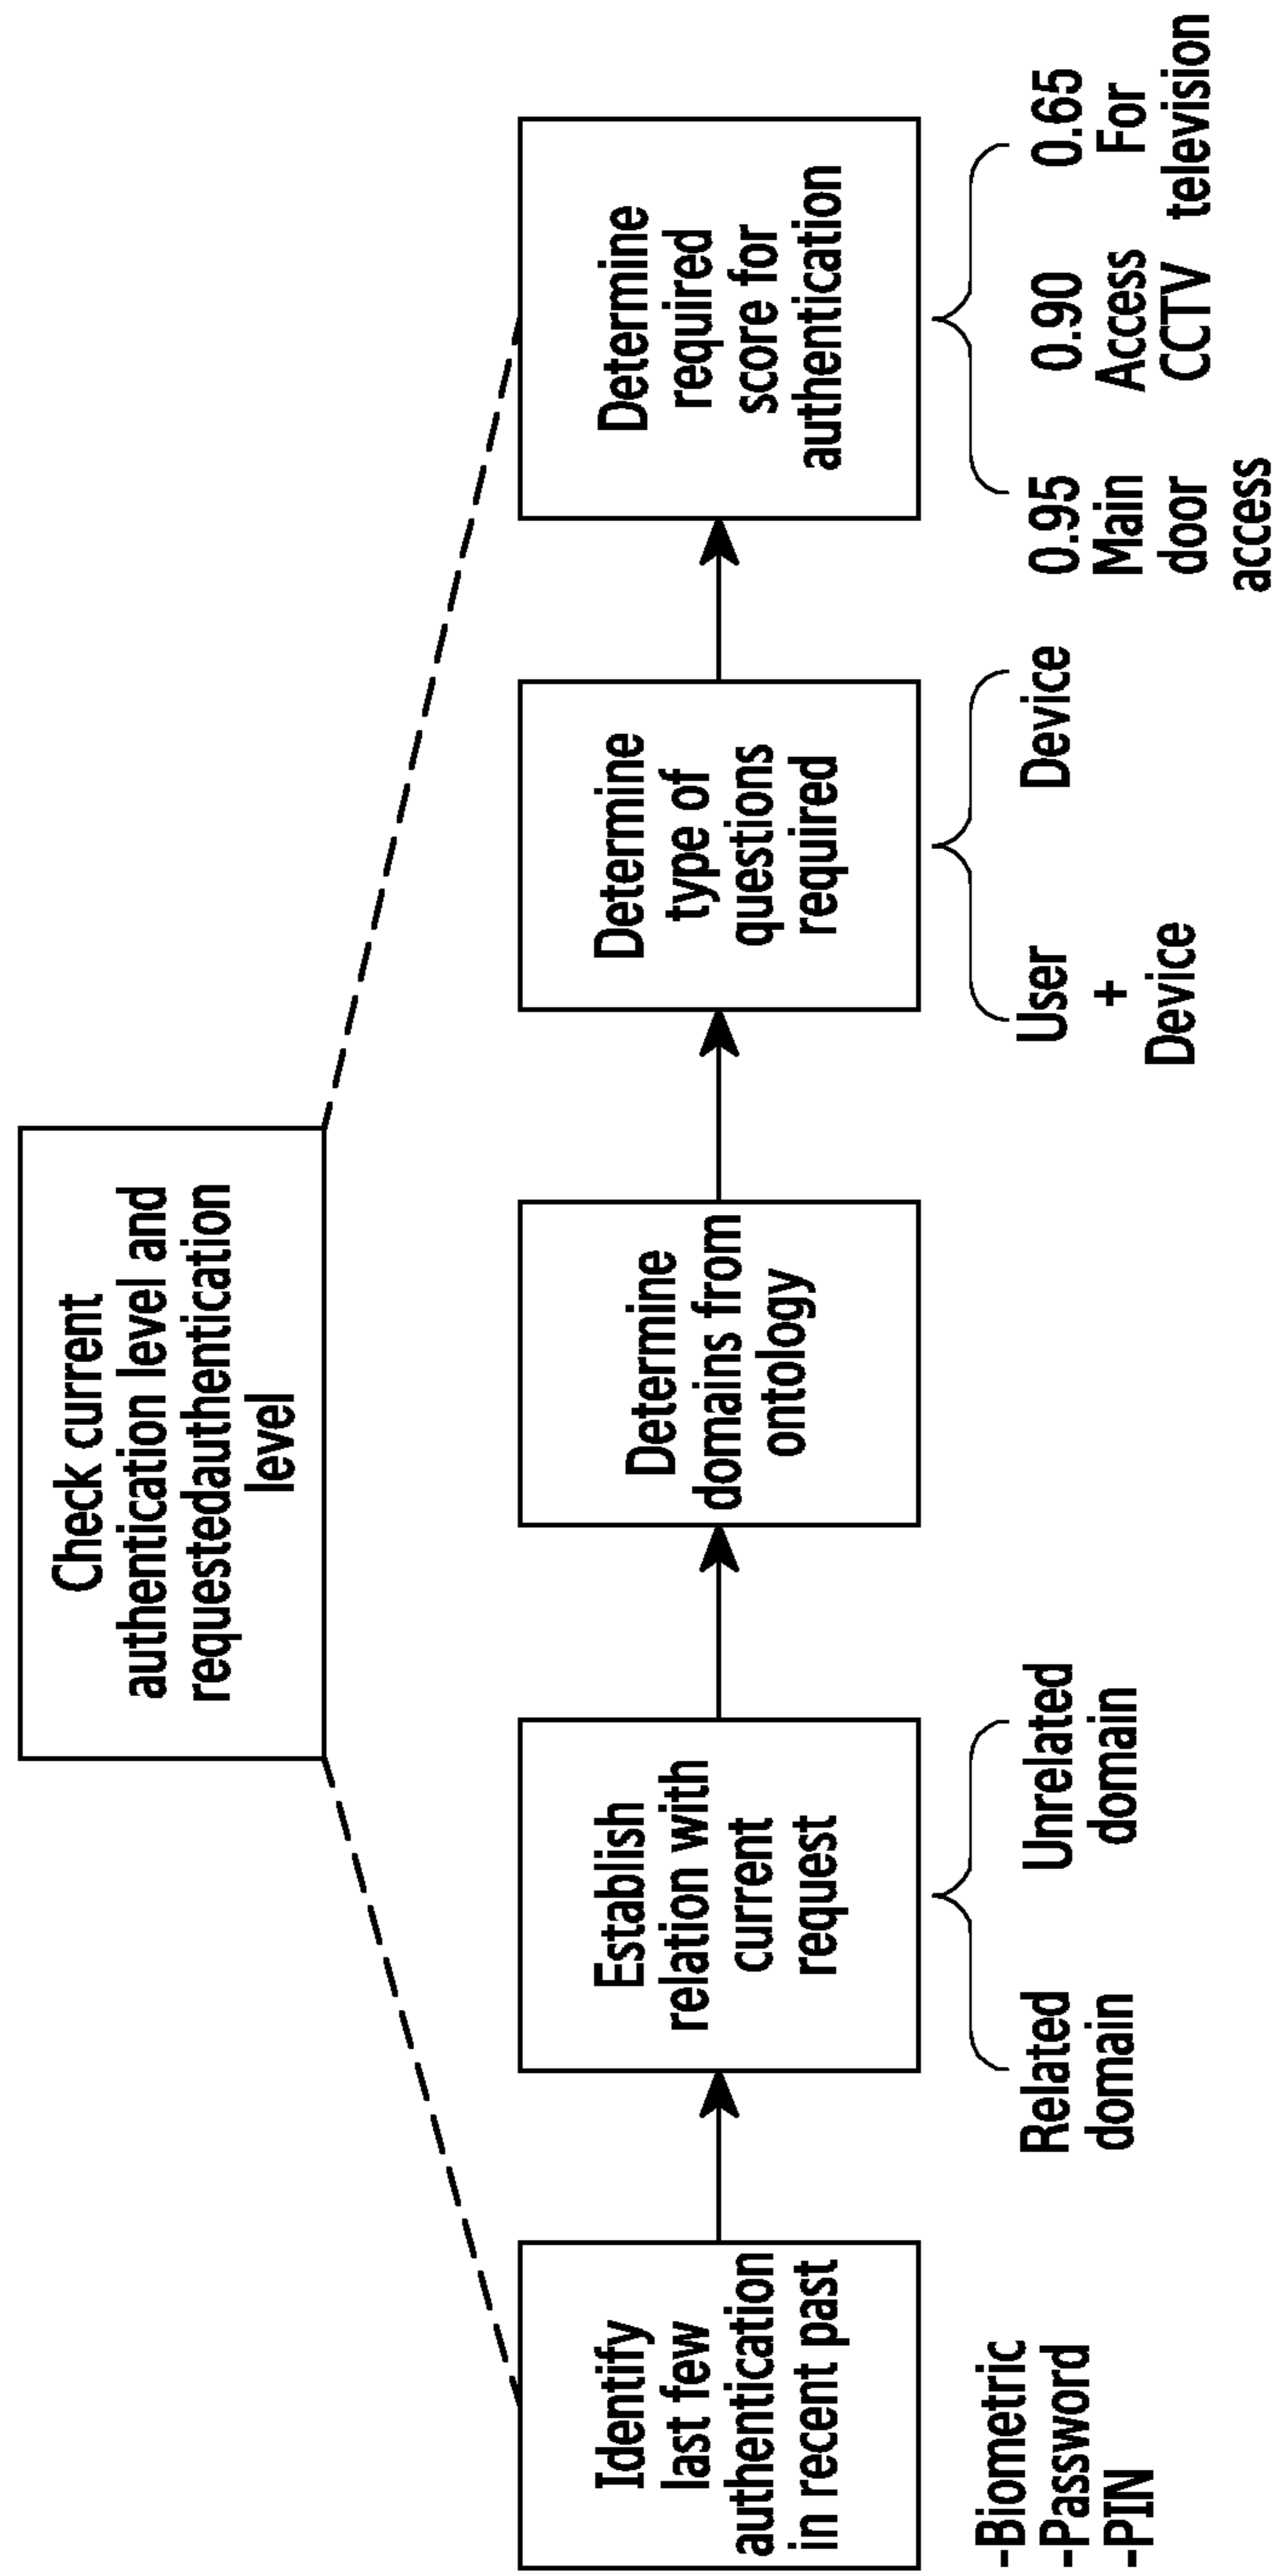 Check current
authentication level and
requestedauthentication
level
Identify
last few
authentication
in recent past
-Biometric
-Password
-PIN
Establish
relation with
current
request
Related
domain
Unrelated
domain
Determine
domains from
ontology
Determine
type of
questions
required
User
+
Device
Device
Determine
required
score for
authentication
0.95
Main
door
access
0.90
Access
CCTV
0.65
For
television